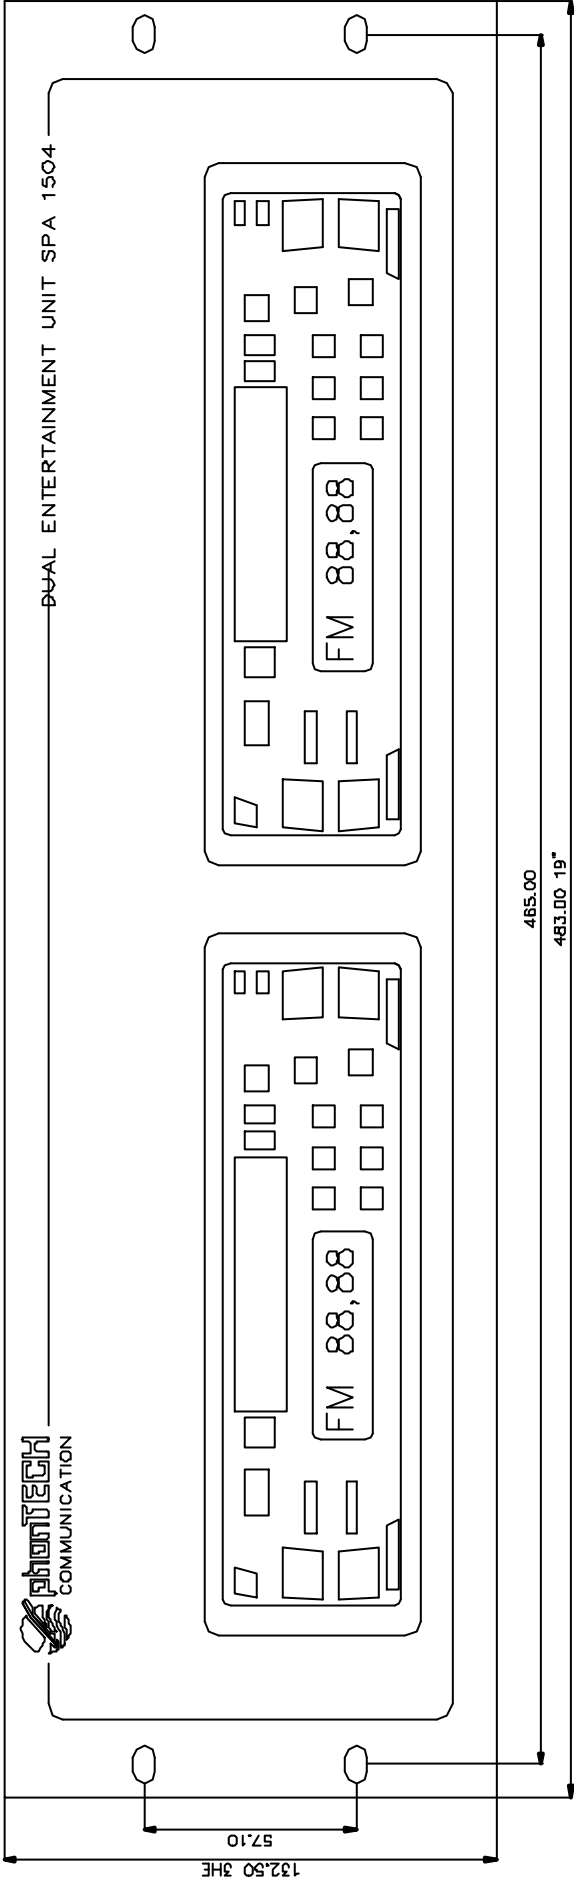 phonTECH
COMMUNICATION
DUAL ENTERTAINMENT UNIT SPA 1504
FM 88,88
FM 88,88
57.10
132.50 3HE
465.00
483.00 19"